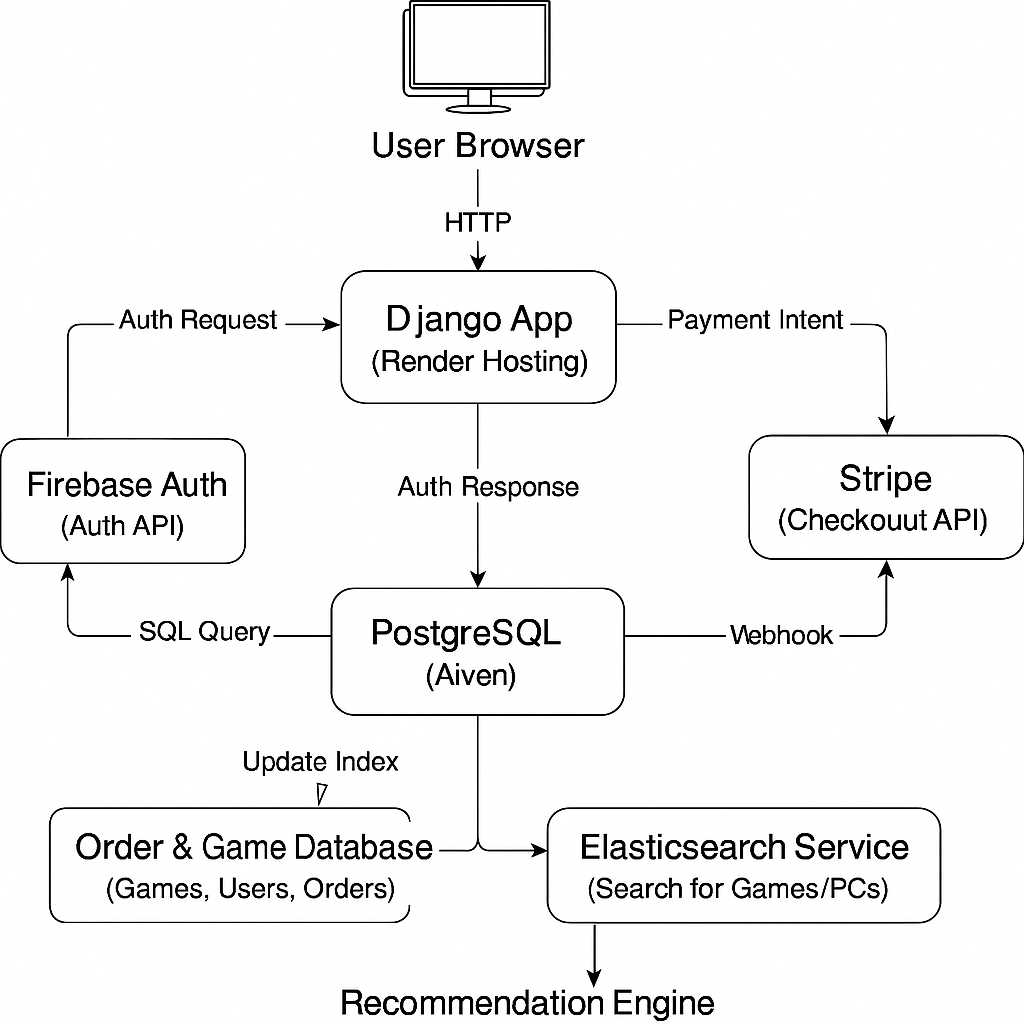 User Browser
HTTP
Auth Request
Django App
(Render Hosting)
Payment Intent
Firebase Auth
(Auth API)
Auth Response
Stripe
(Checkouut API)
SQL Query
PostgreSQL
(Aiven)
Webhook
Update Index
Order & Game Database
(Games, Users, Orders)
Elasticsearch Service
(Search for Games/PCs)
Recommendation Engine